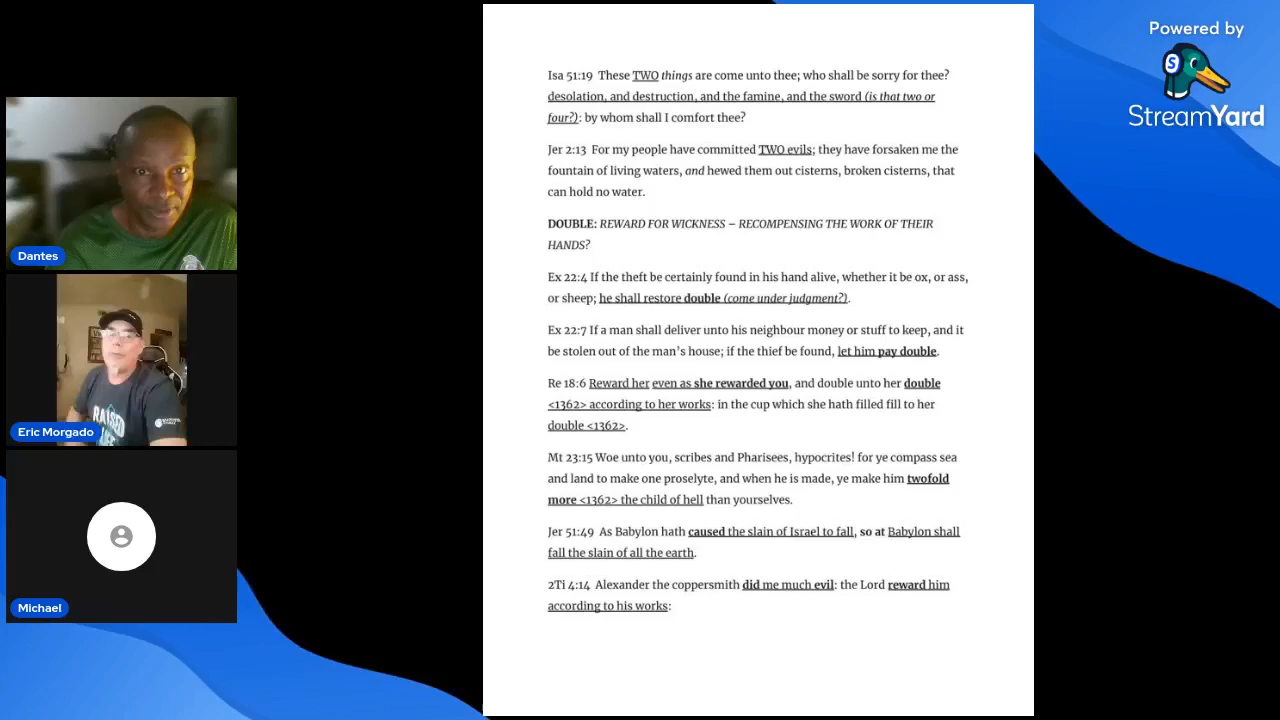 Powered by
StreamYard
Isa 51:19 These TWO things are come unto thee; who shall be sorry for thee?
desolation, and destruction, and the famine, and the sword (is that two or
four?): by whom shall I comfort thee?
Jer 2:13 For my people have committed TWO evils; they have forsaken me the
fountain of living waters, and hewed them out cisterns, broken cisterns, that
can hold no water.
DOUBLE: REWARD FOR WICKNESS – RECOMPENSING THE WORK OF THEIR
HANDS?
Ex 22:4 If the theft be certainly found in his hand alive, whether it be ox, or ass,
or sheep; he shall restore double (come under judgment?).
Ex 22:7 If a man shall deliver unto his neighbour money or stuff to keep, and it
be stolen out of the man's house; if the thief be found, let him pay double.
Re 18:6 Reward her even as she rewarded you, and double unto her double
<1362> according to her works: in the cup which she hath filled fill to her
double <1362>.
Mt 23:15 Woe unto you, scribes and Pharisees, hypocrites! for ye compass sea
and land to make one proselyte, and when he is made, ye make him twofold
more <1362> the child of hell than yourselves.
Jer 51:49 As Babylon hath caused the slain of Israel to fall, so at Babylon shall
fall the slain of all the earth.
2Ti 4:14 Alexander the coppersmith did me much evil: the Lord reward him
according to his works:
Dantes
RAISED
Eric Morgado
Michael